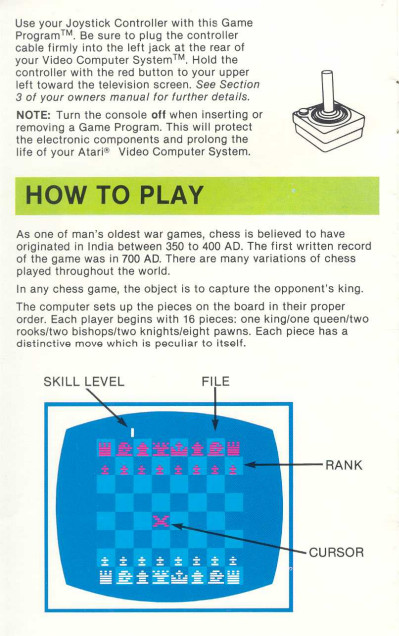 Use your Joystick Controller with this Game
Program™. Be sure to plug the controller
cable firmly into the left jack at the rear of
your Video Computer System™. Hold the
controller with the red button to your upper
left toward the television screen. See Section
3 of your owners manual for further details.
NOTE: Turn the console off when inserting or
removing a Game Program. This will protect
the electronic components and prolong the
life of your Atari® Video Computer System.
HOW TO PLAY
As one of man's oldest war games, chess is believed to have
originated in India between 350 to 400 AD. The first written record
of the game was in 700 AD. There are many variations of chess
played throughout the world.
In any chess game, the object is to capture the opponent's king.
The computer sets up the pieces on the board in their proper
order. Each player begins with 16 pieces: one king/one queen/two
rooks/two bishops/two knights/eight pawns. Each piece has a
distinctive move which is peculiar to itself.
SKILL LEVEL
FILE
1
RANK
CURSOR